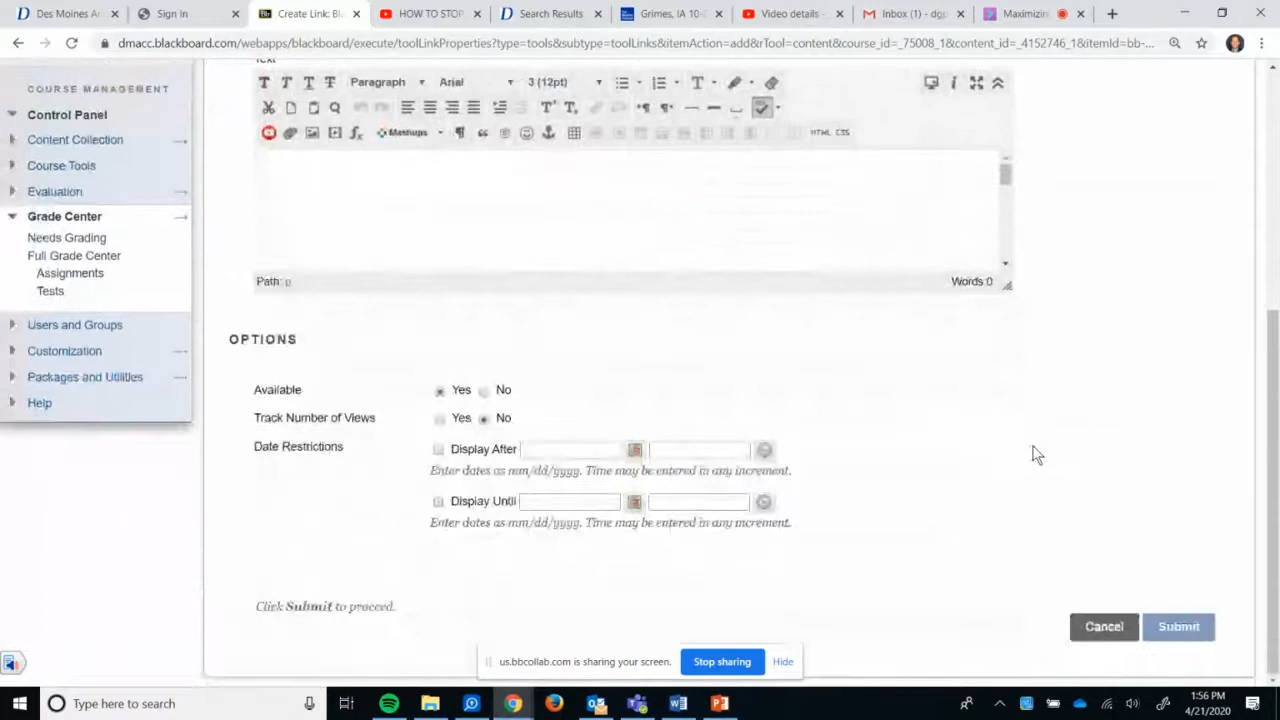 Des Moines A
Sign In
Create Link: Bl
HOW TO STOP
Search Results
Grimes, IA 10-
Video details -
Inbox (1) - dgp
Maximizin
dmacc.blackboard.com/webapps/blackboard/execute/toolLinkProperties?type=tools&subtype=toolLinks&itemAction=add&rTool=content&course_id=_75008_1&content_id=_4152746_1&itemId=bb-...
COURSE MANAGEMENT
Control Panel
Content Collection
Course Tools
Evaluation
Grade Center
Needs Grading
Full Grade Center
Assignments
Tests
Users and Groups
Customization
Packages and Utilities
Help
Text
T T T T Paragraph Arial 3 (12pt)
Mashups HTML CSS
Path: p Words:0
OPTIONS
Available Yes No
Track Number of Views Yes No
Date Restrictions Display After
Enter dates as mm/dd/yyyy. Time may be entered in any increment.
Display Until
Enter dates as mm/dd/yyyy. Time may be entered in any increment.
Click Submit to proceed.
Cancel Submit
us.bbcollab.com is sharing your screen. Stop sharing Hide
Type here to search
1:56 PM
4/21/2020